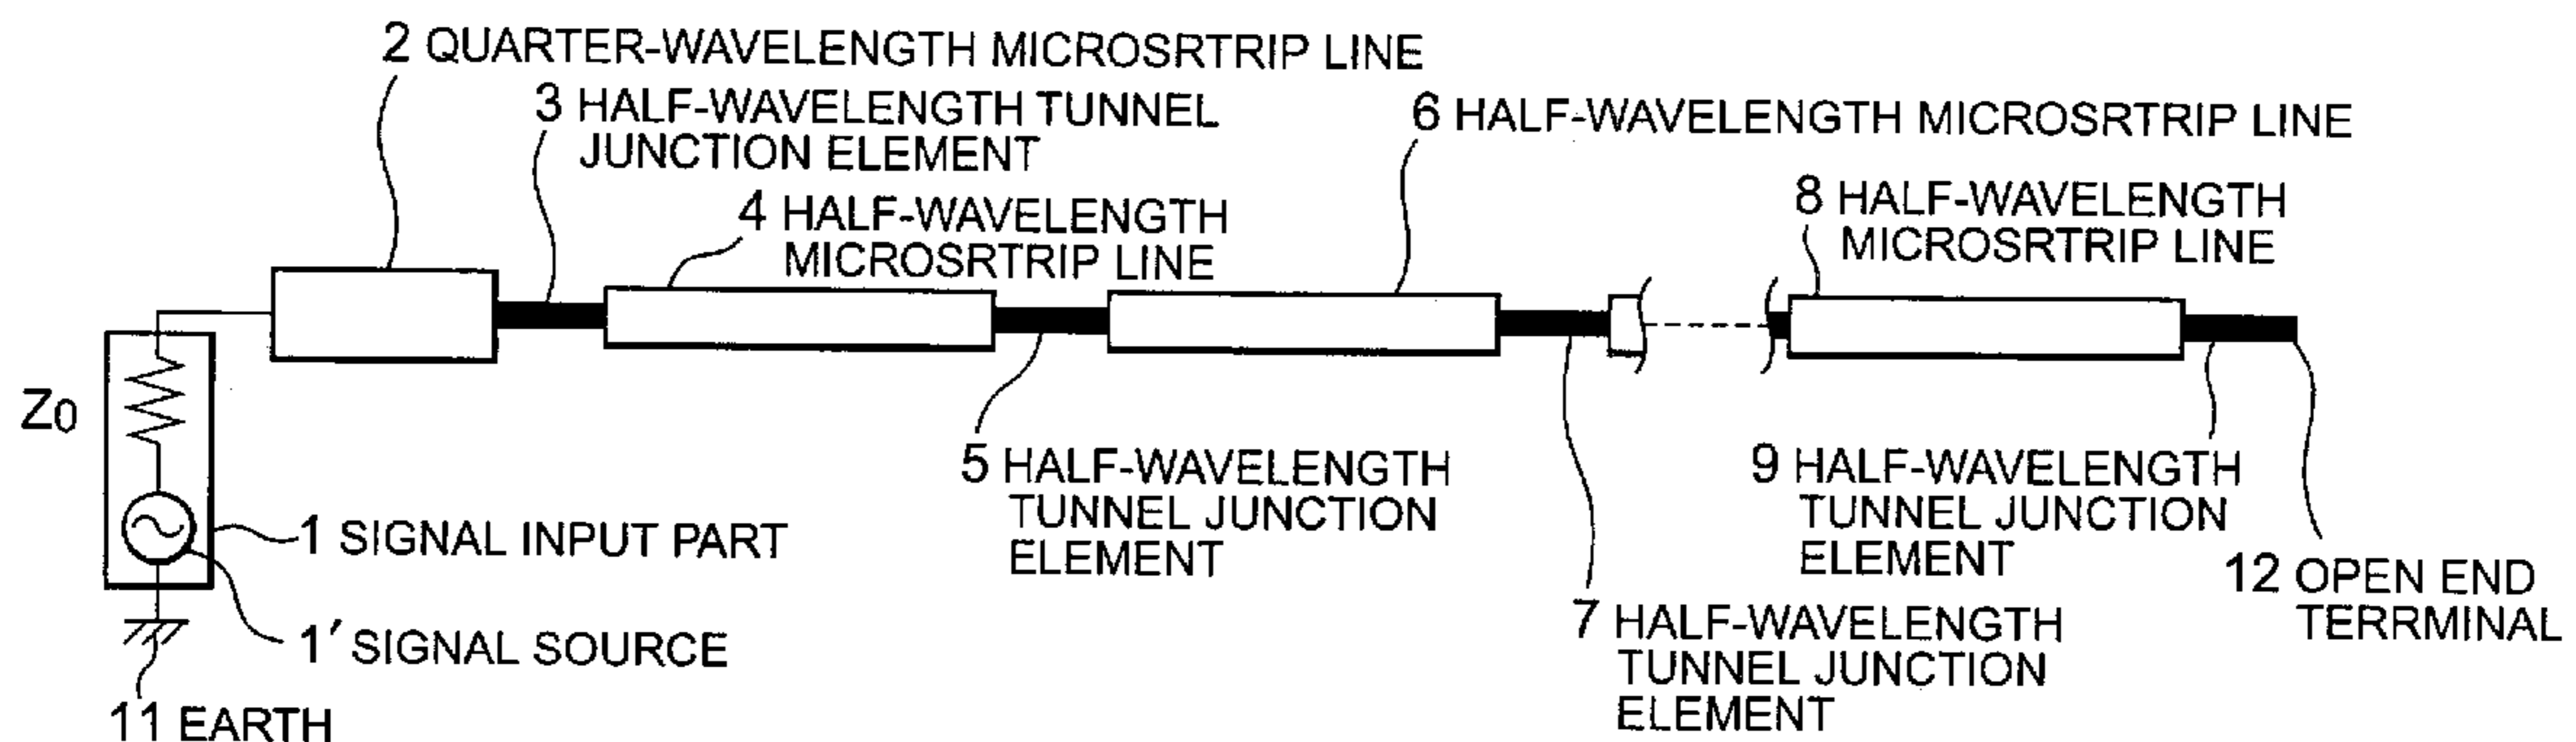 2 QUARTER-WAVELENGTH MICROSRTRIP LINE
3 HALF-WAVELENGTH TUNNEL
JUNCTION ELEMENT
6 HALF-WAVELENGTH MICROSRTRIP LINE
4 HALF-WAVELENGTH
MICROSRTRIP LINE
8 HALF-WAVELENGTH
MICROSRTRIP LINE
Z0
5 HALF-WAVELENGTH
TUNNEL JUNCTION
ELEMENT
9 HALF-WAVELENGTH
TUNNEL JUNCTION
ELEMENT
1 SIGNAL INPUT PART
12 OPEN END
TERRMINAL
7 HALF-WAVELENGTH
TUNNEL JUNCTION
ELEMENT
1′ SIGNAL SOURCE
11 EARTH